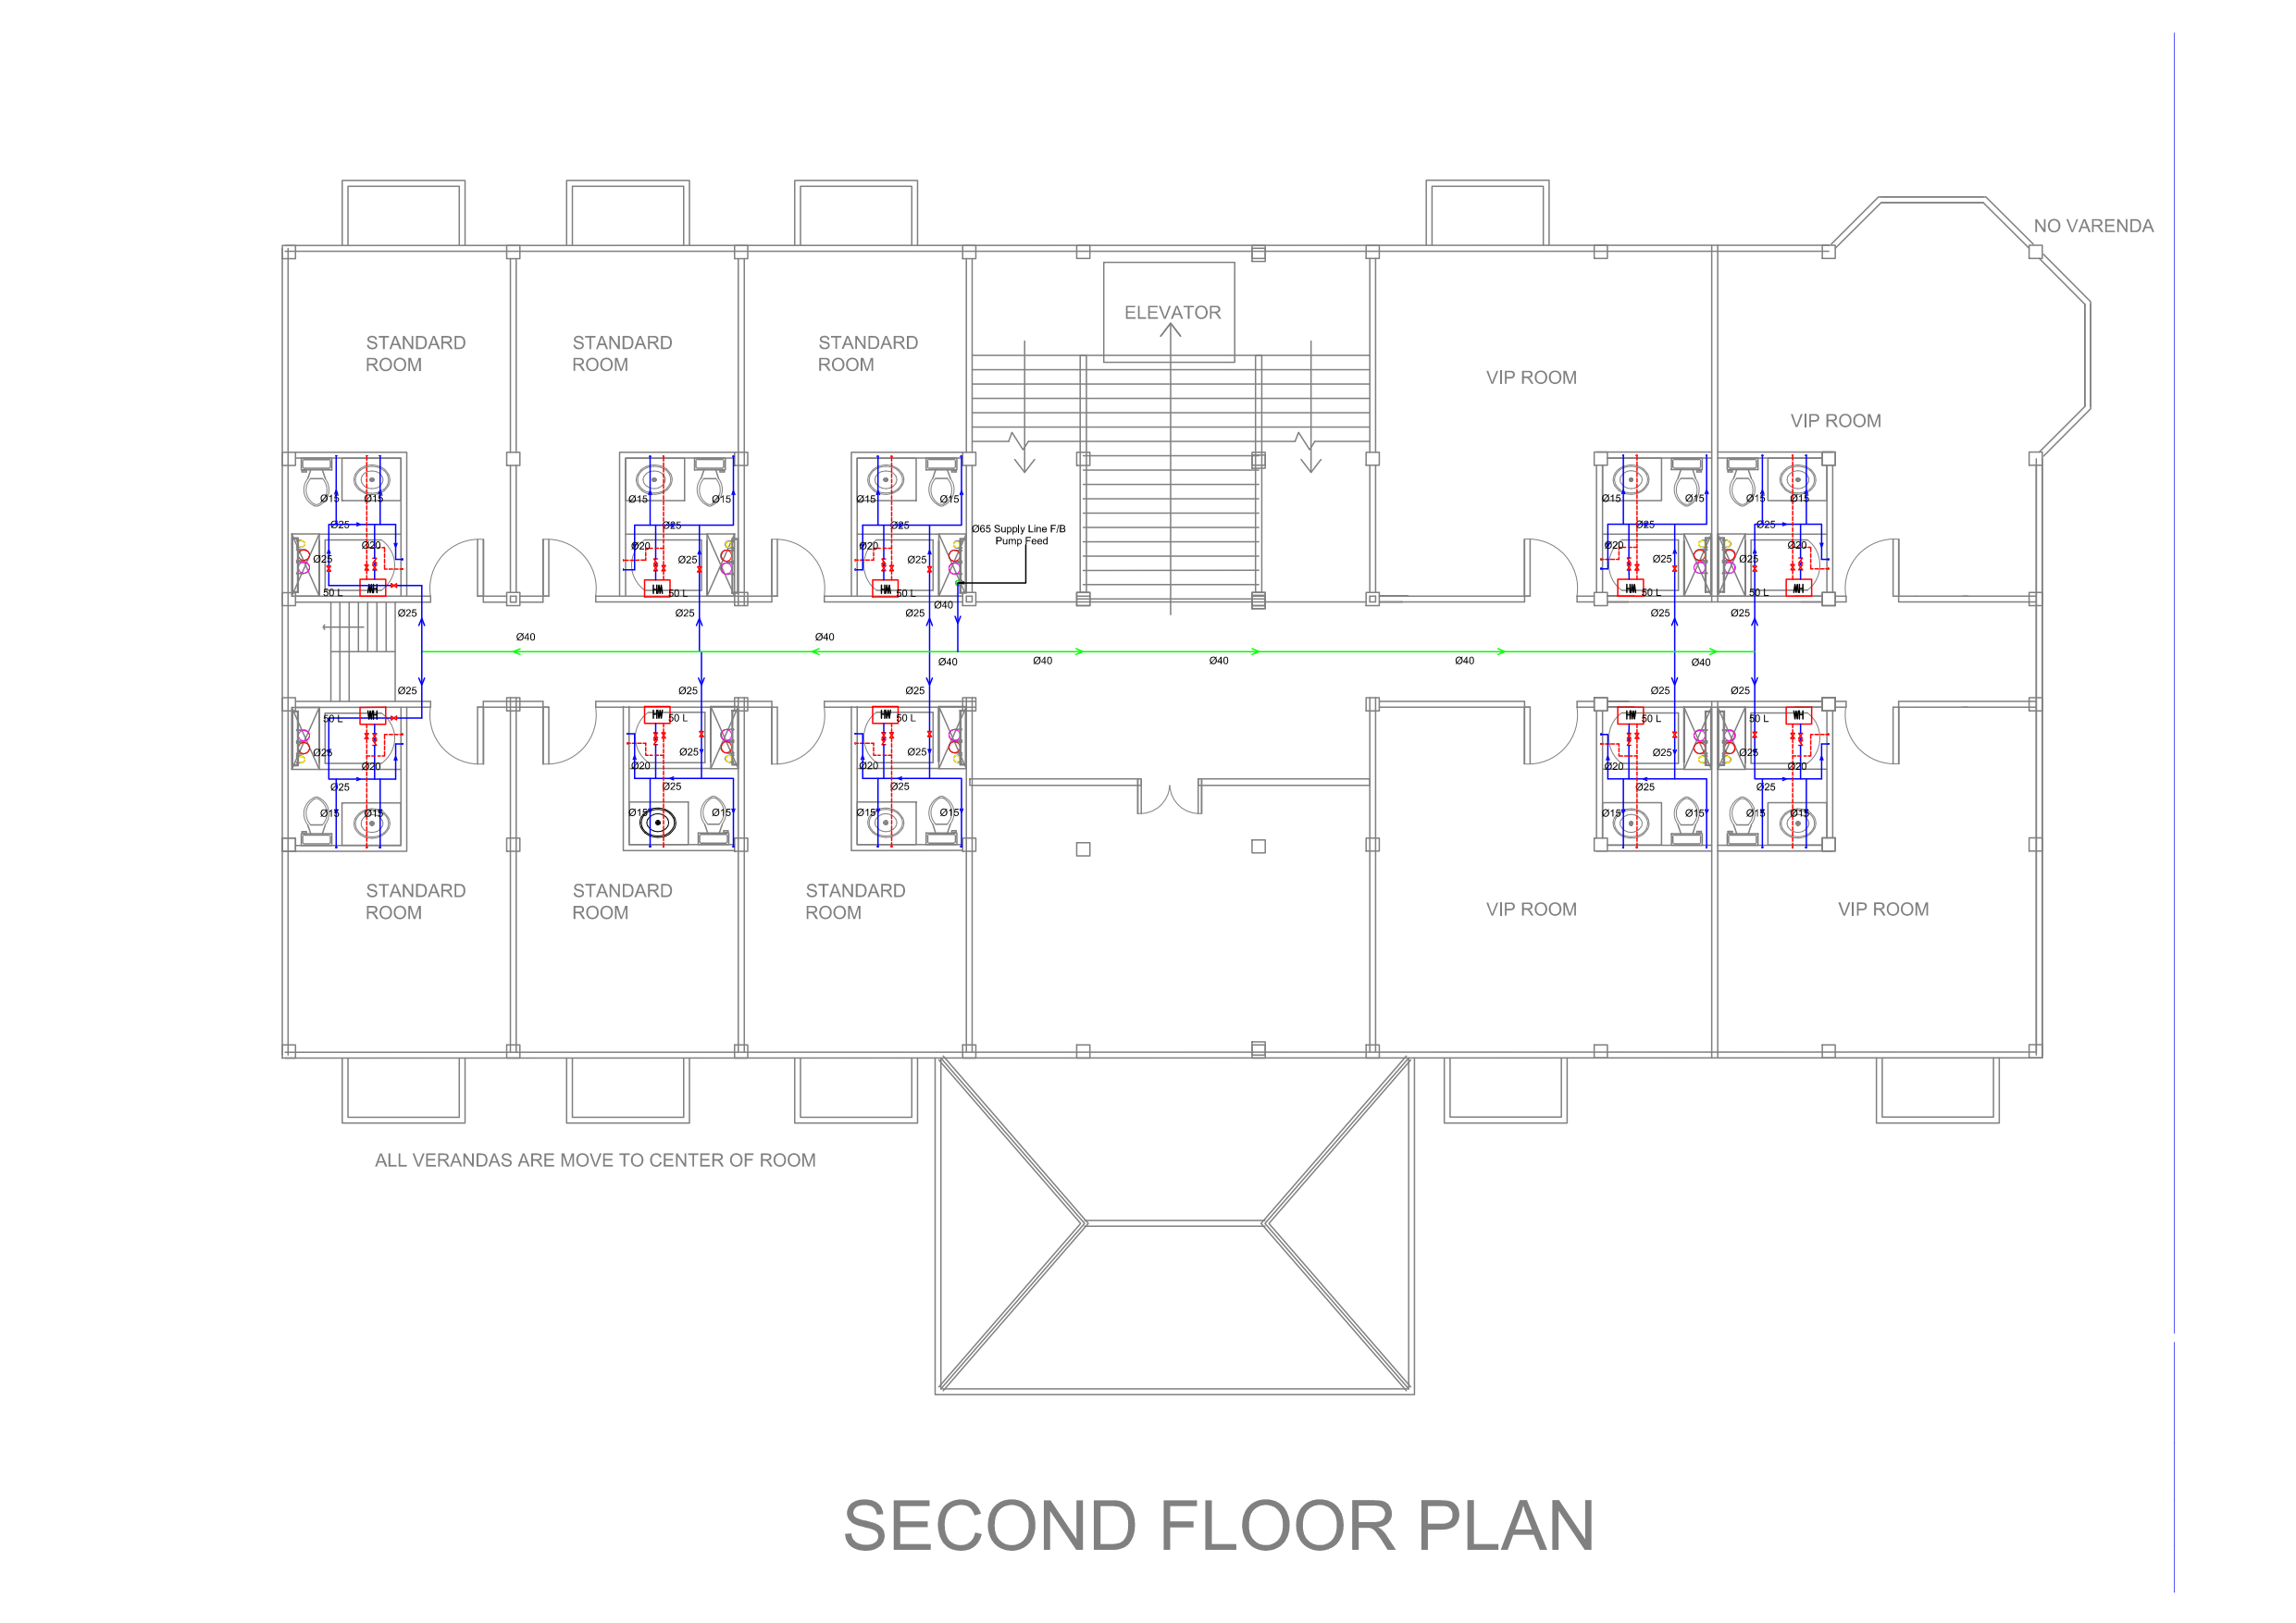 NO VARENDA
ELEVATOR
STANDARD
ROOM
STANDARD
ROOM
STANDARD
ROOM
VIP ROOM
VIP ROOM
Ø15 Ø15 Ø15 Ø15 Ø15 Ø15 Ø15 Ø15 Ø15 Ø15
Ø25 Ø25 Ø25 Ø25 Ø25
Ø65 Supply Line F/B
Pump Feed
Ø20 Ø20 Ø20 Ø20 Ø20
Ø25 Ø25 Ø25 Ø25 Ø25
WH WH WH WH WH
50 L 50 L 50 L 50 L 50 L
Ø40
Ø25 Ø25 Ø25 Ø25 Ø25
Ø40 Ø40
Ø40 Ø40 Ø40 Ø40 Ø40
Ø25 Ø25 Ø25 Ø25 Ø25
WH WH WH WH WH
50 L 50 L 50 L 50 L 50 L
Ø25 Ø25 Ø25 Ø25 Ø25
Ø20 Ø20 Ø20 Ø20 Ø20
Ø25 Ø25 Ø25 Ø25 Ø25
Ø15 Ø15 Ø15 Ø15 Ø15 Ø15 Ø15 Ø15 Ø15 Ø15
STANDARD
ROOM
STANDARD
ROOM
STANDARD
ROOM
VIP ROOM
VIP ROOM
ALL VERANDAS ARE MOVE TO CENTER OF ROOM
SECOND FLOOR PLAN